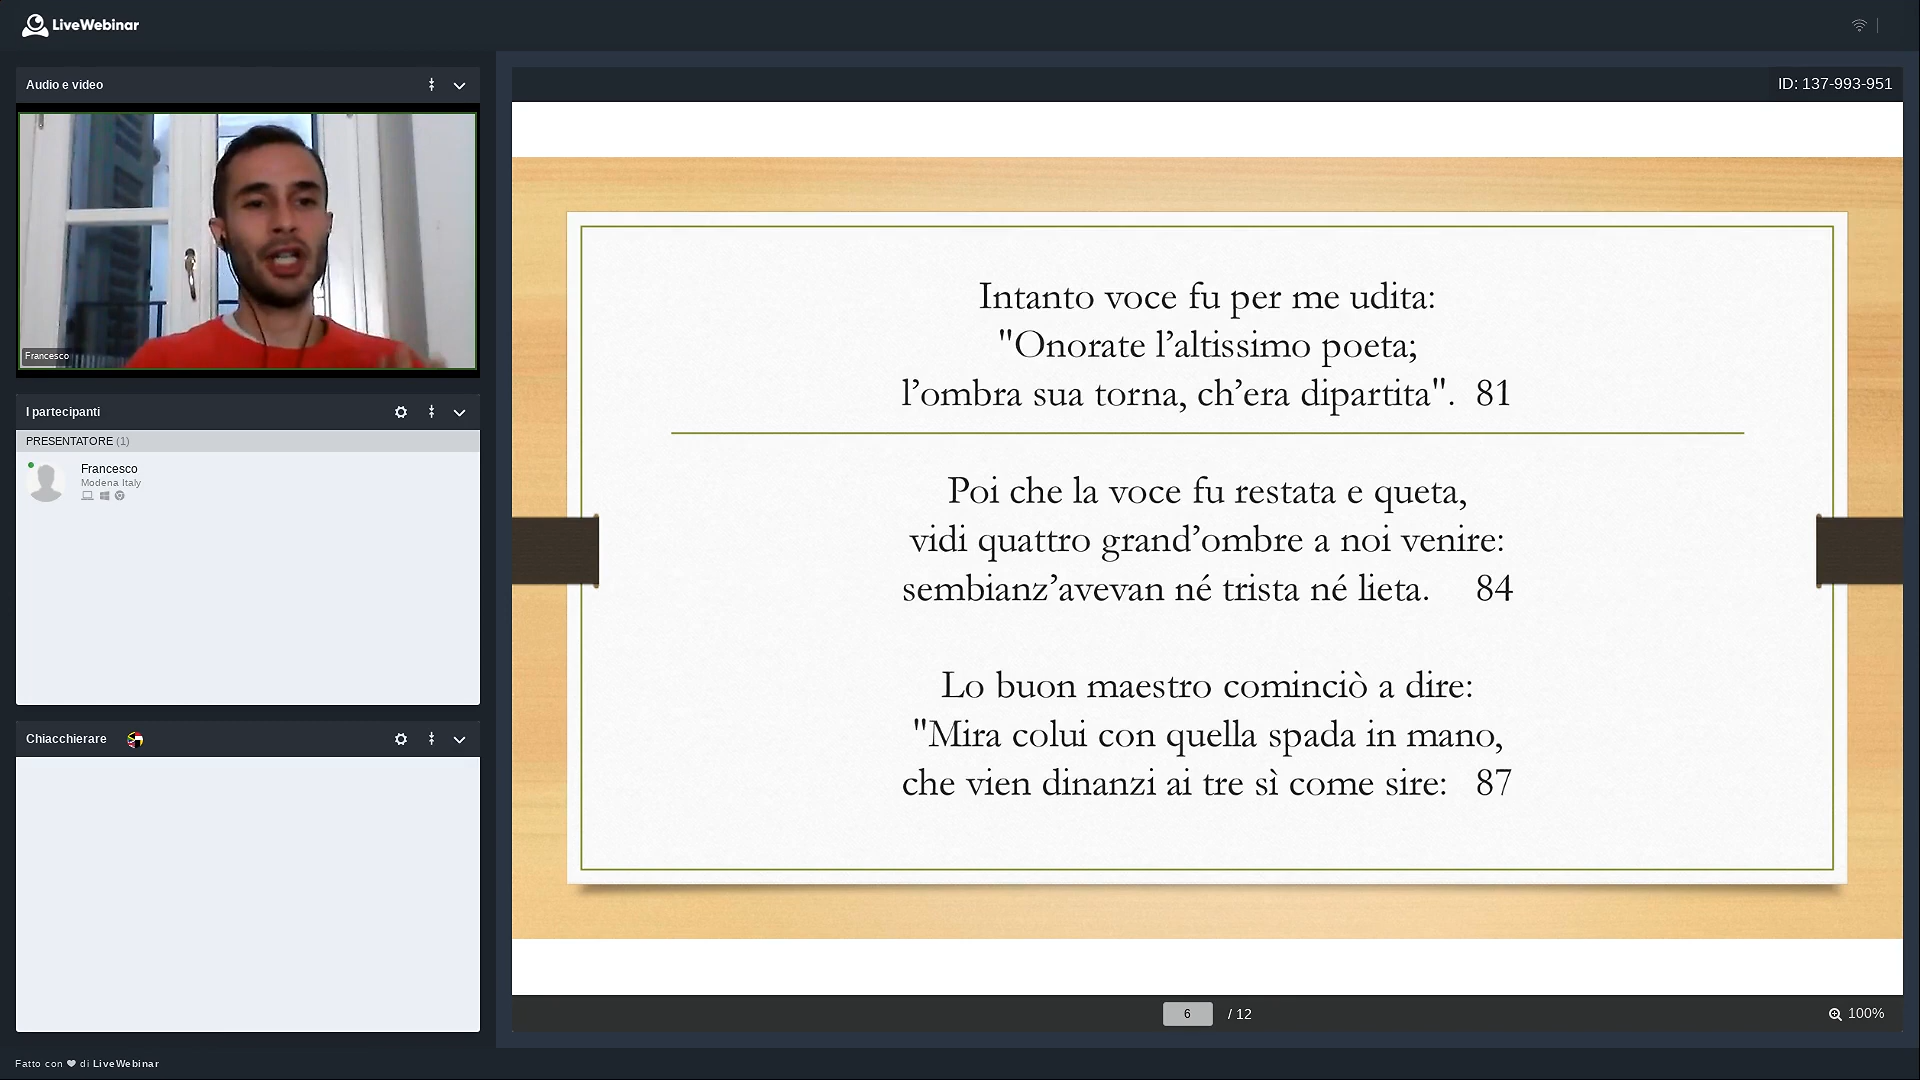 LiveWebinar
Audio e video
ID: 137-993-951
Francesco
I partecipanti
PRESENTATORE (1)
Francesco
Modena Italy
Chiacchierare
Intanto voce fu per me udita:
"Onorate l’altissimo poeta;
l’ombra sua torna, ch’era dipartita". 81
Poi che la voce fu restata e queta,
vidi quattro grand’ombre a noi venire:
sembianz’avevan né trista né lieta. 84
Lo buon maestro cominciò a dire:
"Mira colui con quella spada in mano,
che vien dinanzi ai tre sì come sire: 87
6 / 12
100%
Fatto con ❤ di LiveWebinar